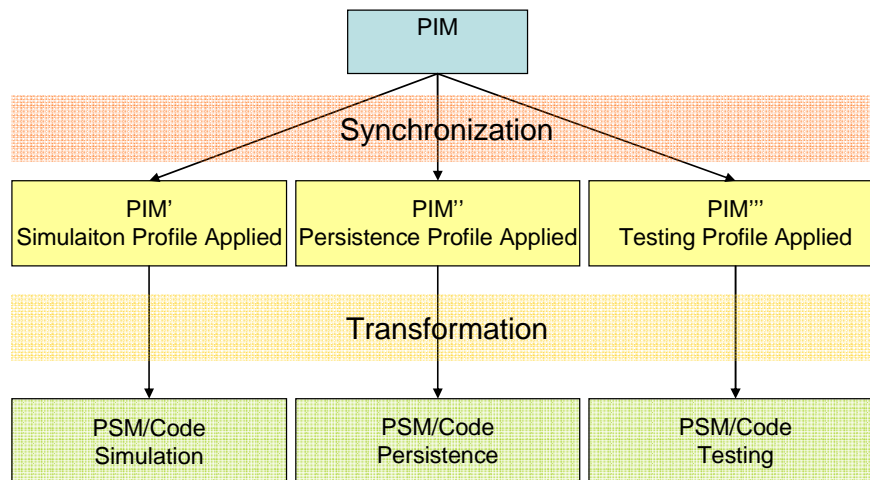 PIM
Synchronization
PIM'
Simulaiton Profile Applied
PIM''
Persistence Profile Applied
PIM'''
Testing Profile Applied
Transformation
PSM/Code
Simulation
PSM/Code
Persistence
PSM/Code
Testing